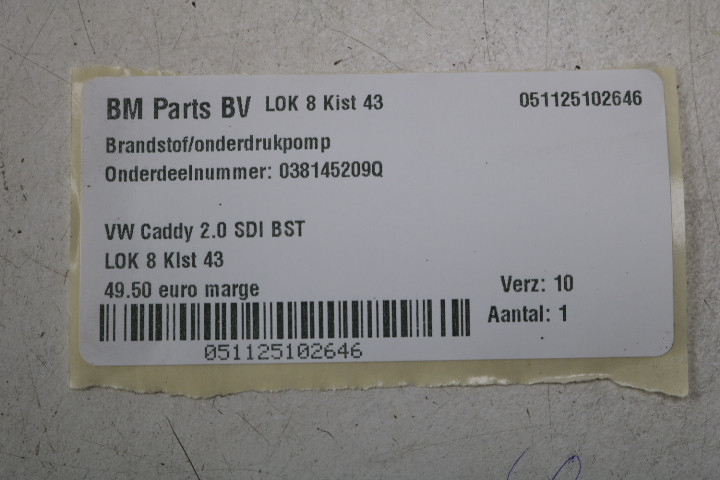 BM Parts BV LOK 8 Kist 43 051125102646
Brandstof/onderdrukpomp
Onderdeelnummer: 038145209Q
VW Caddy 2.0 SDI BST
LOK 8 KIst 43
49.50 euro marge Verz: 10
Aantal: 1
051125102646